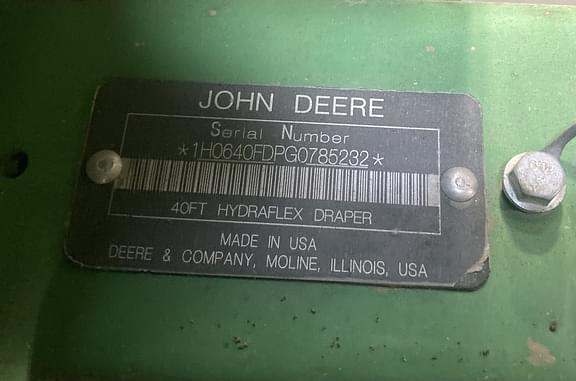 JOHN DEERE
Serial Number
*1H0640FDPG0785232*
40FT HYDRAFLEX DRAPER
MADE IN USA
DEERE & COMPANY, MOLINE, ILLINOIS, USA